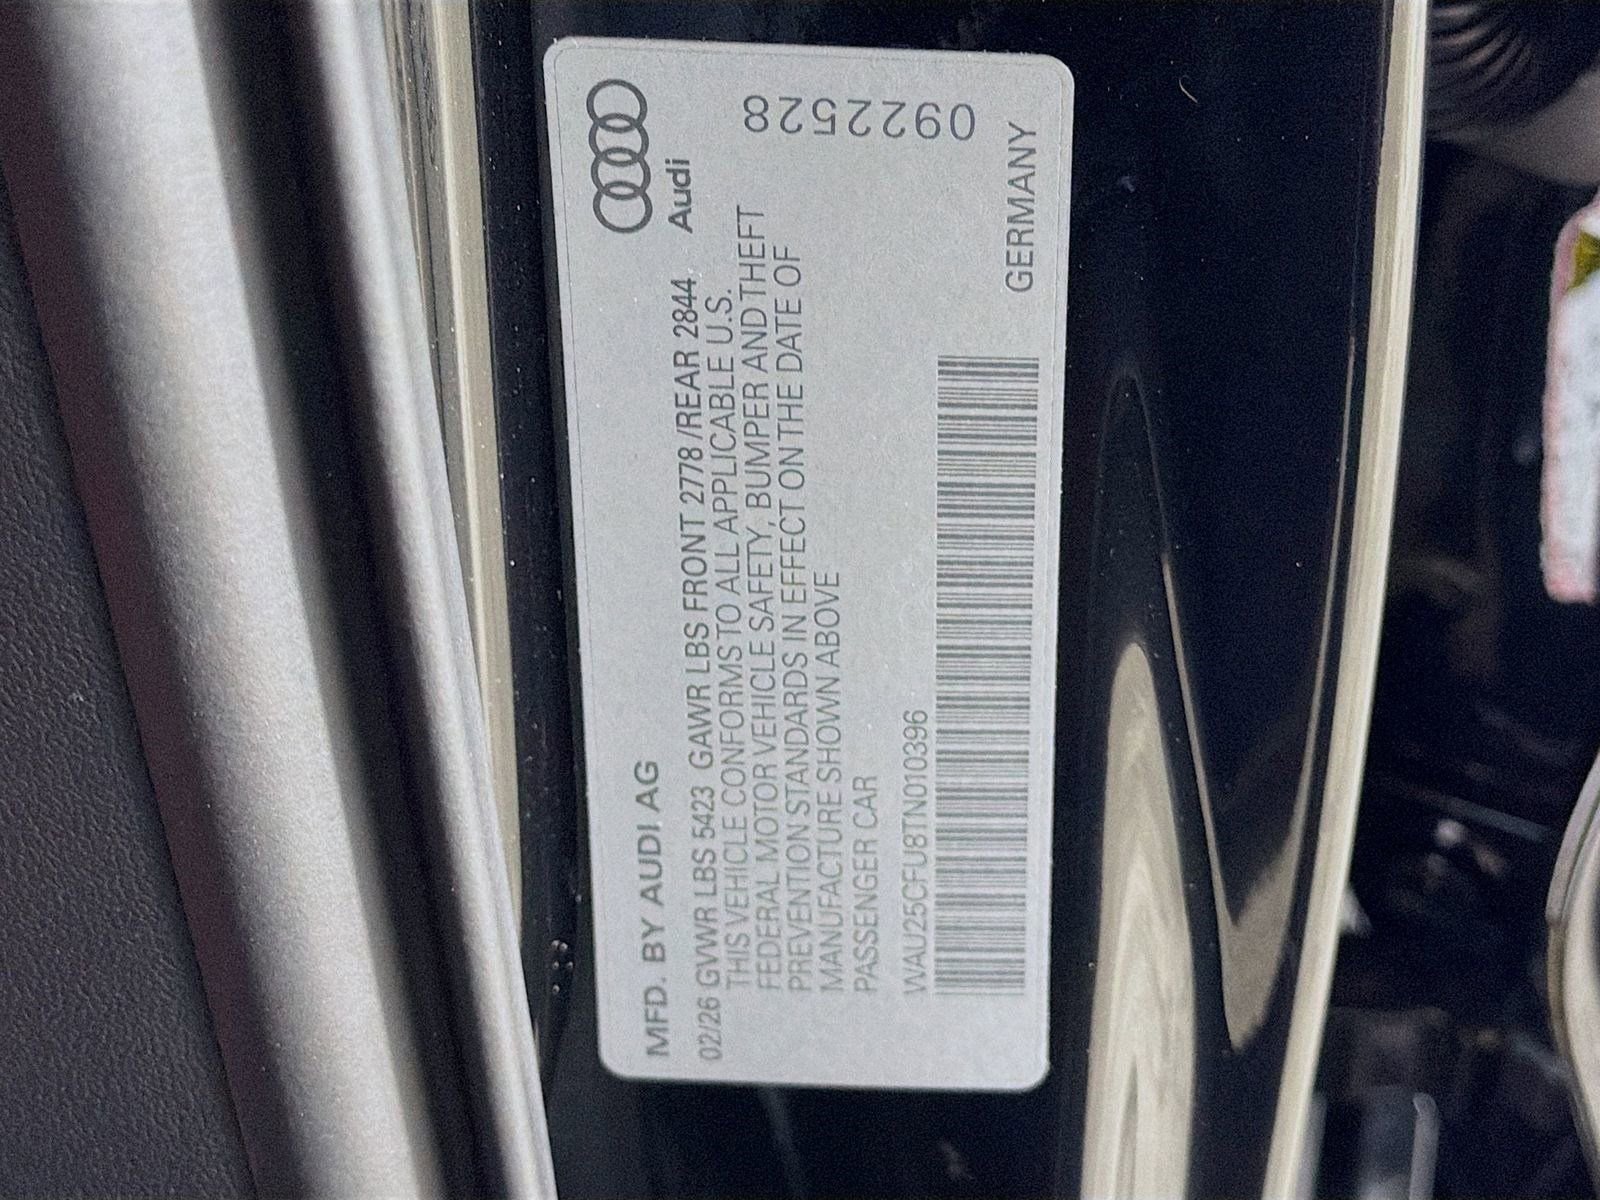 MFD. BY AUDI AG
Audi
02/26 GVWR LBS 5423 GAWR LBS FRONT 2778 /REAR 2844
THIS VEHICLE CONFORMS TO ALL APPLICABLE U.S.
FEDERAL MOTOR VEHICLE SAFETY, BUMPER AND THEFT
PREVENTION STANDARDS IN EFFECT ON THE DATE OF
MANUFACTURE SHOWN ABOVE
PASSENGER CAR
0922528
WAU25CFU8TN010396
GERMANY